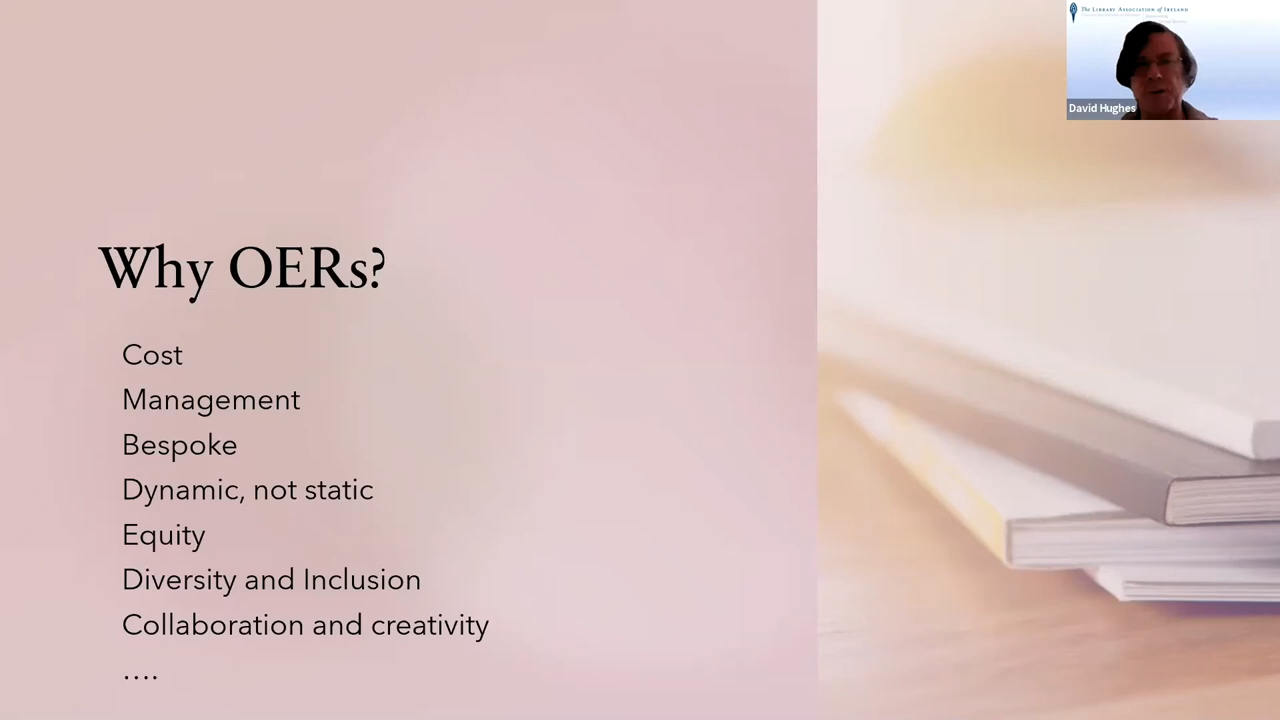 The Library Association of Ireland
David Hughes
Why OERs?
Cost
Management
Bespoke
Dynamic, not static
Equity
Diversity and Inclusion
Collaboration and creativity
....